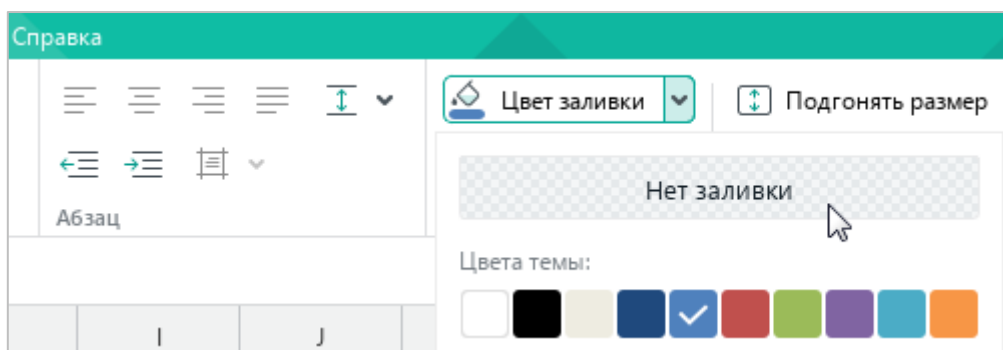 Справка
Цвет заливки
Подгонять размер
Нет заливки
Абзац
Цвета темы:
I
J